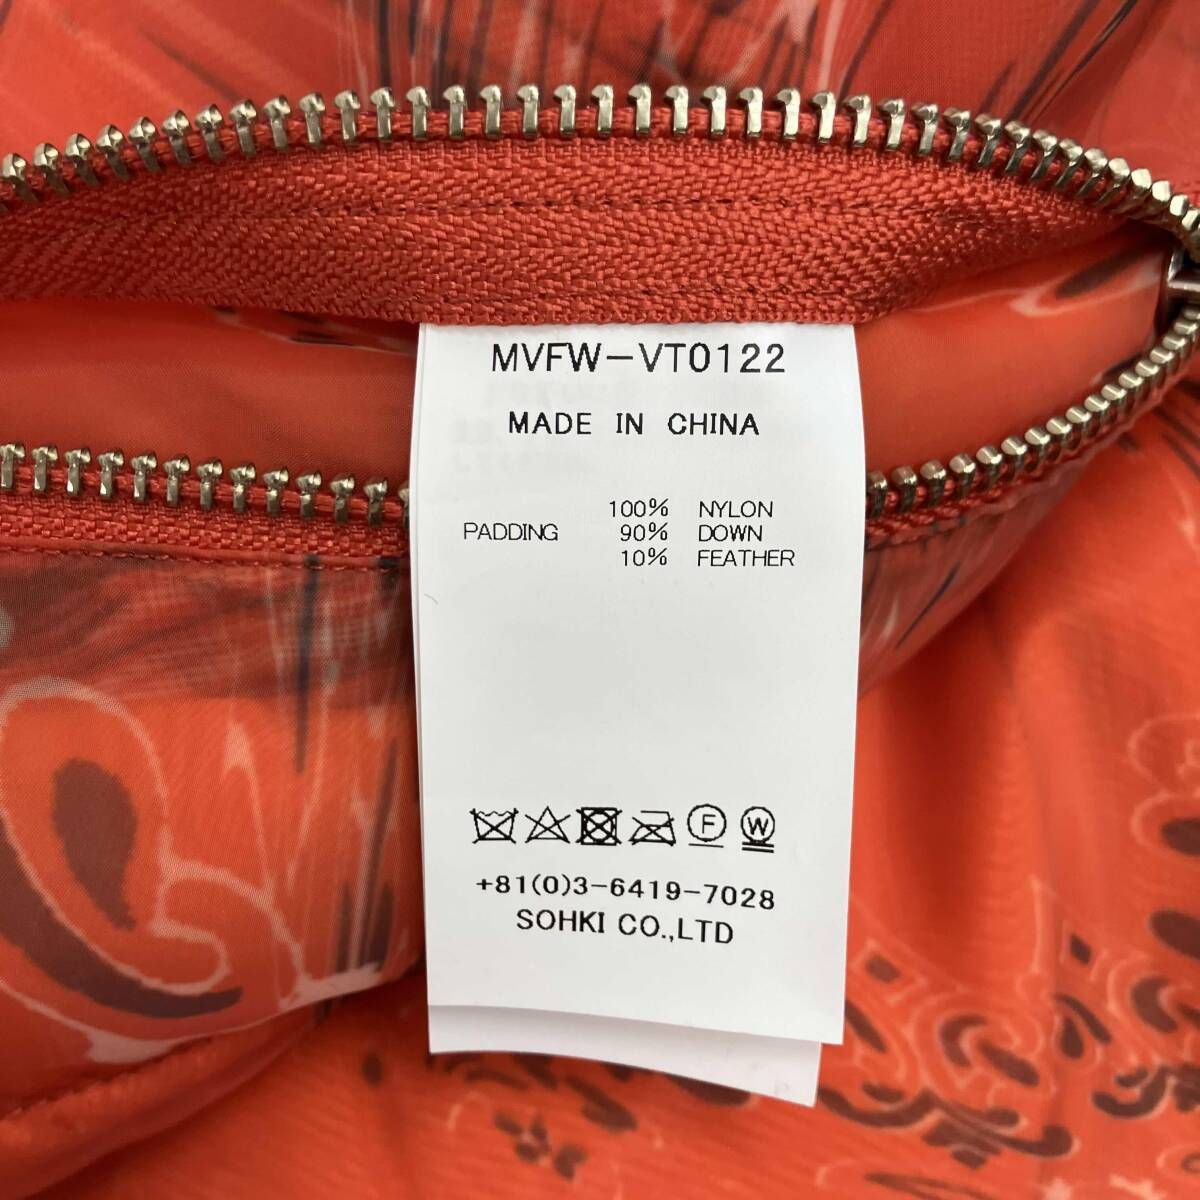 MVFW-VT0122
MADE IN CHINA
100% NYLON
PADDING 90% DOWN
10% FEATHER
F W
+81(0)3-6419-7028
SOHKI CO.,LTD